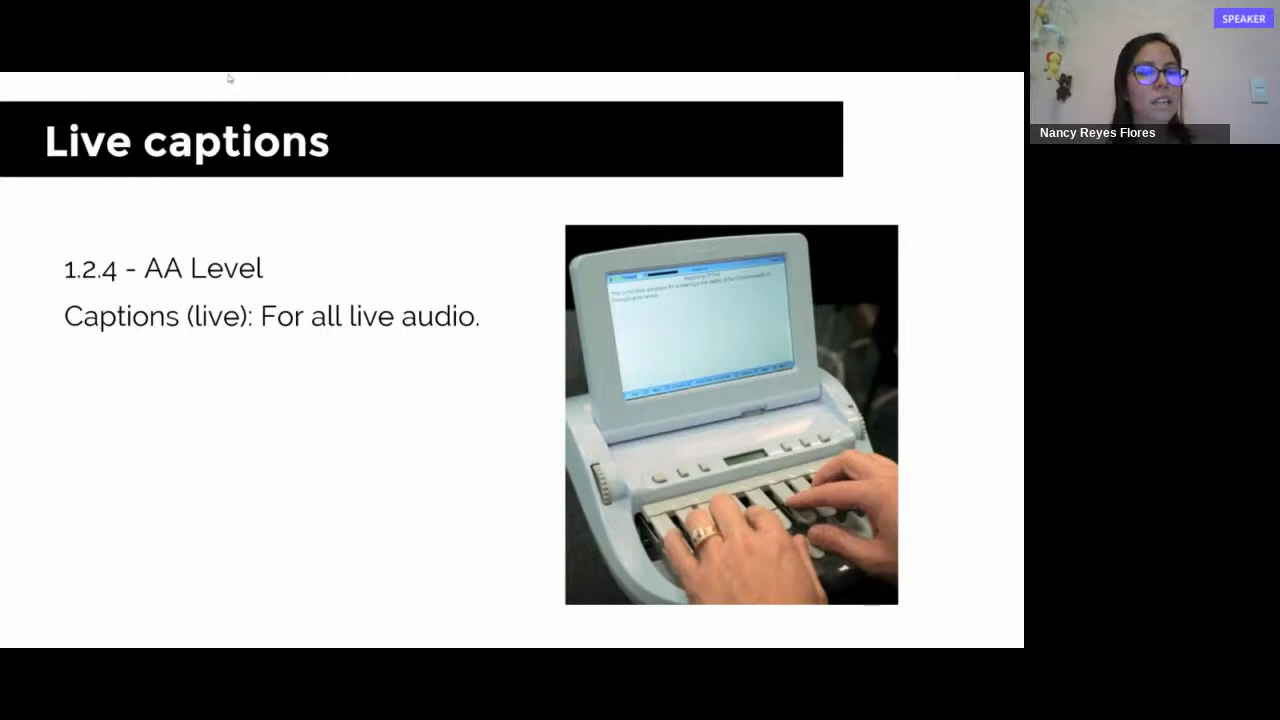 SPEAKER
Nancy Reyes Flores
Live captions
1.2.4 - AA Level
Captions (live): For all live audio.